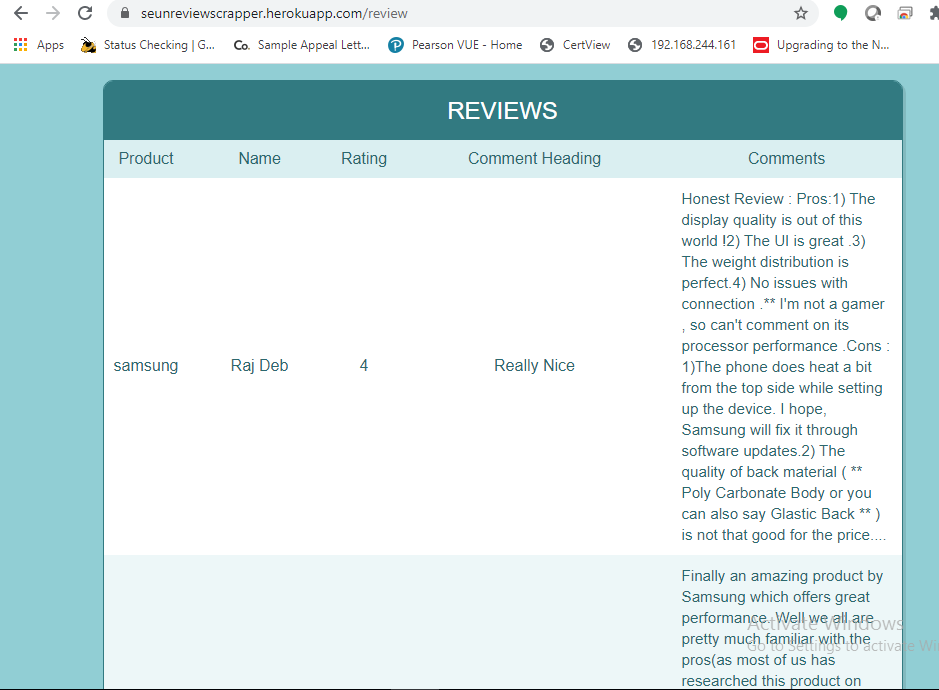 seunreviewscrapper.herokuapp.com/review
Apps Status Checking | G... Co. Sample Appeal Lett... Pearson VUE - Home CertView 192.168.244.161 Upgrading to the N...
REVIEWS
Product Name Rating Comment Heading Comments
samsung Raj Deb 4 Really Nice
Honest Review : Pros:1) The
display quality is out of this
world !2) The UI is great .3)
The weight distribution is
perfect.4) No issues with
connection .** I'm not a gamer
, so can't comment on its
processor performance .Cons :
1)The phone does heat a bit
from the top side while setting
up the device. I hope,
Samsung will fix it through
software updates.2) The
quality of back material ( **
Poly Carbonate Body or you
can also say Glastic Back ** )
is not that good for the price....
Finally an amazing product by
Samsung which offers great
performance. Well we all are
pretty much familiar with the
pros(as most of us has
researched this product on
Activate Windows
Go to Settings to activate Wi